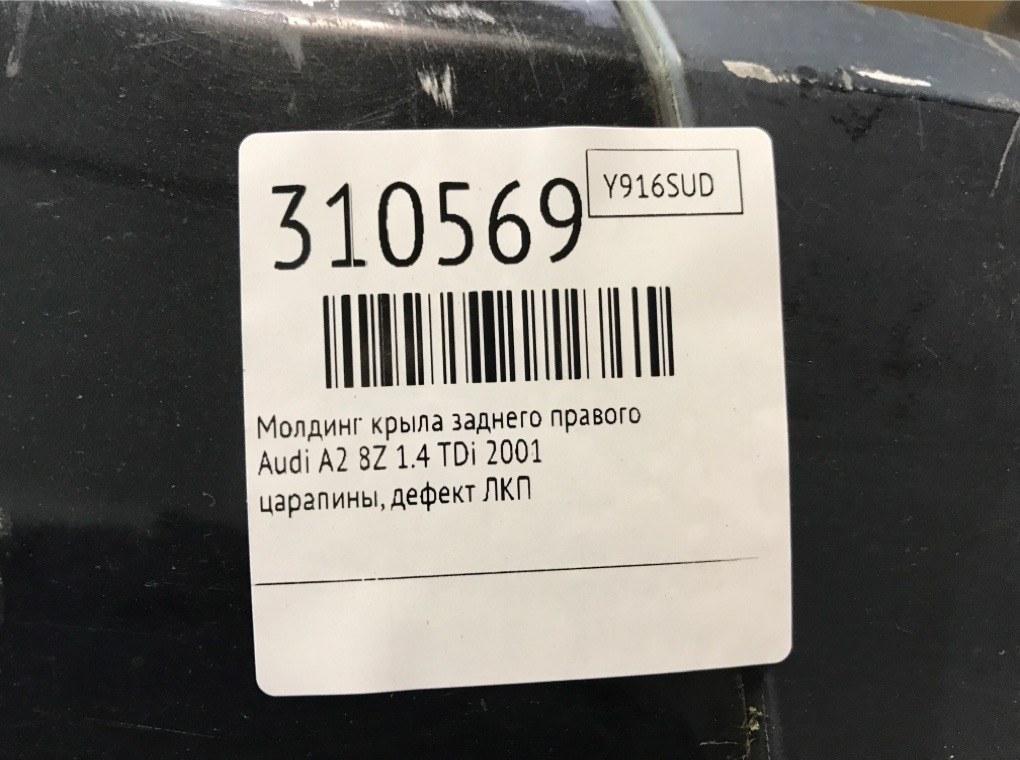 310569
Y916SUD
Молдинг крыла заднего правого
Audi A2 8Z 1.4 TDi 2001
царапины, дефект ЛКП